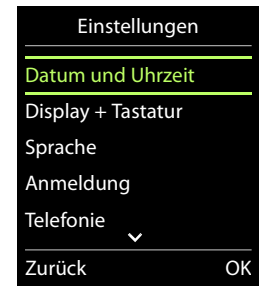 Einstellungen
Datum und Uhrzeit
Display + Tastatur
Sprache
Anmeldung
Telefonie
Zurück OK